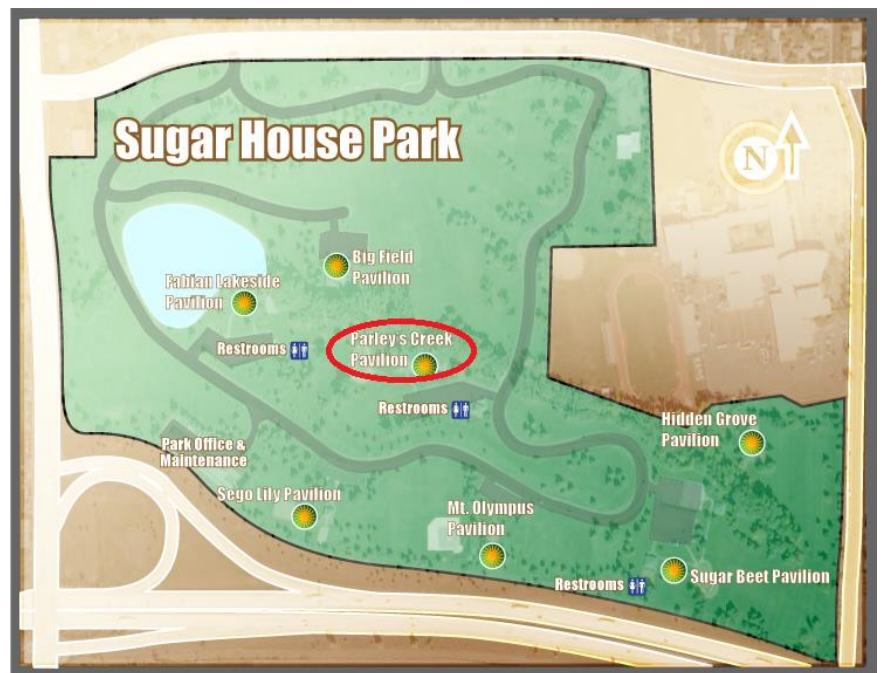 Sugar House Park
N
Big Field
Pavilion
Fabian Lakeside
Pavilion
Restrooms
Parley's Creek
Pavilion
Restrooms
Hidden Grove
Pavilion
Park Office &
Maintenance
Sego Lily Pavilion
Mt. Olympus
Pavilion
Restrooms
Sugar Beet Pavilion